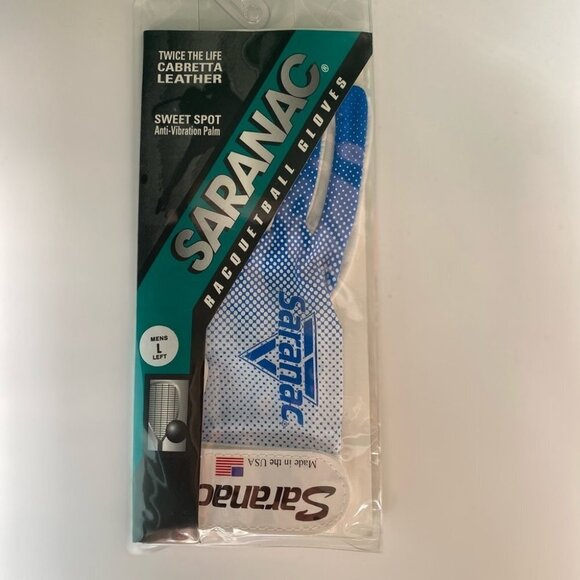 TWICE THE LIFE
CABRETTA
LEATHER
SWEET SPOT
Anti-Vibration Palm
SARANAC®
RACQUETBALL GLOVES
MENS
L
LEFT
Saranac
Made in the USA
Saranac